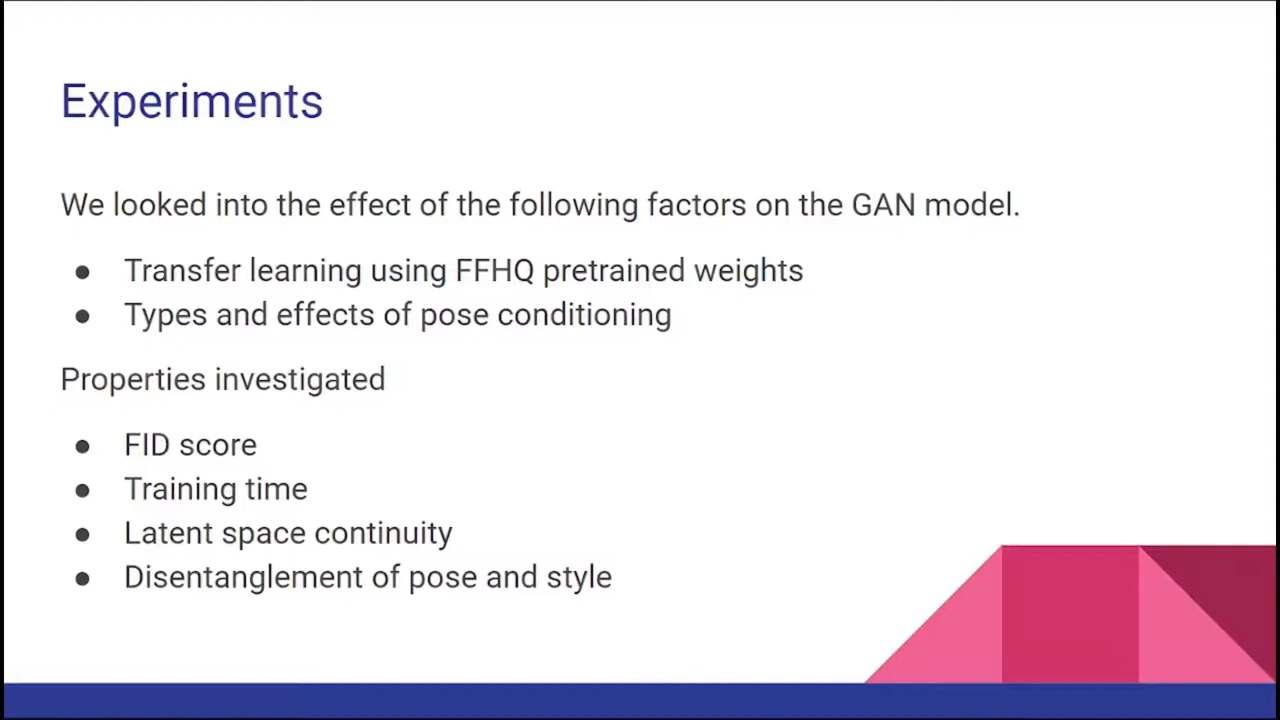 Experiments
We looked into the effect of the following factors on the GAN model.
● Transfer learning using FFHQ pretrained weights
● Types and effects of pose conditioning
Properties investigated
● FID score
● Training time
● Latent space continuity
● Disentanglement of pose and style